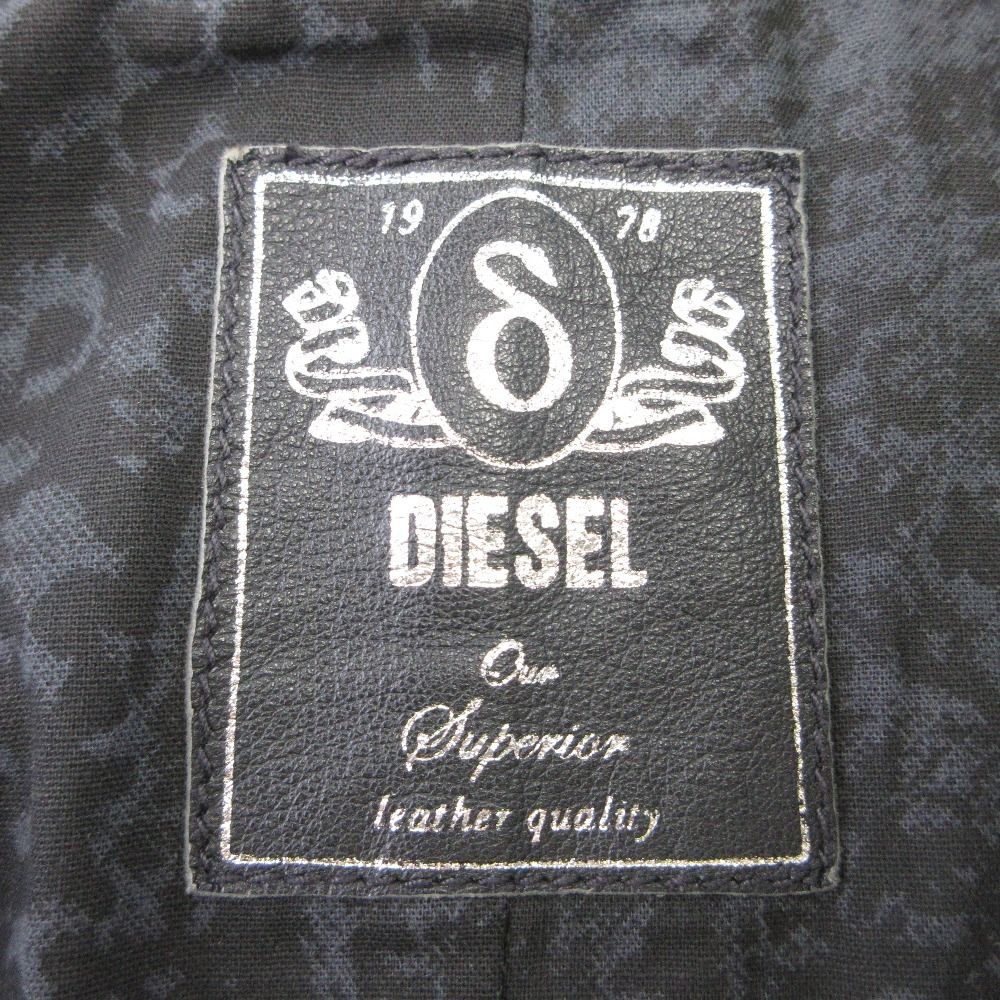 19 78
δ
DIESEL
Our
Superior
leather quality